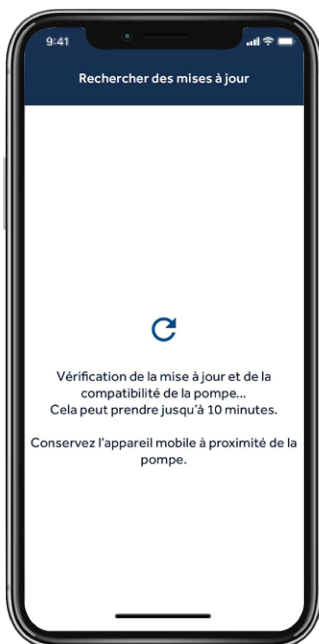 9:41
Rechercher des mises à jour
Vérification de la mise à jour et de la
compatibilité de la pompe...
Cela peut prendre jusqu'à 10 minutes.
Conservez l'appareil mobile à proximité de la
pompe.